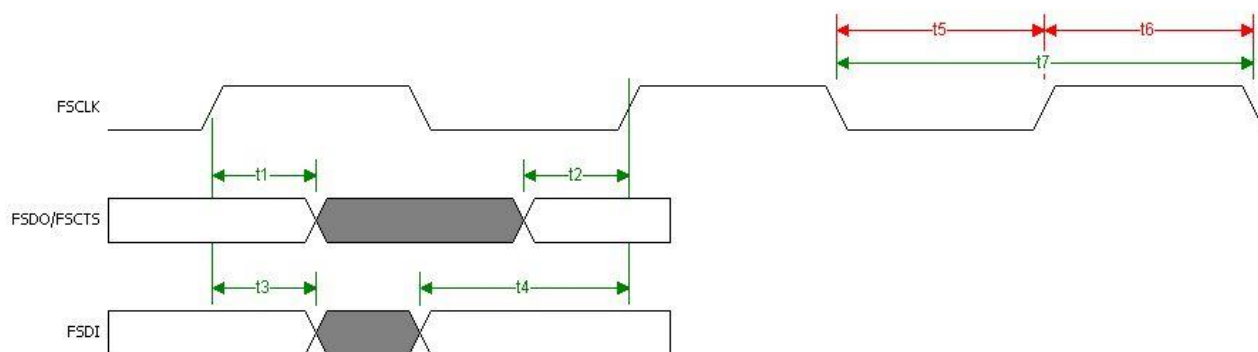 t5 t6
t7
FSCLK
t1 t2
FSDO/FSCTS
t3 t4
FSDI